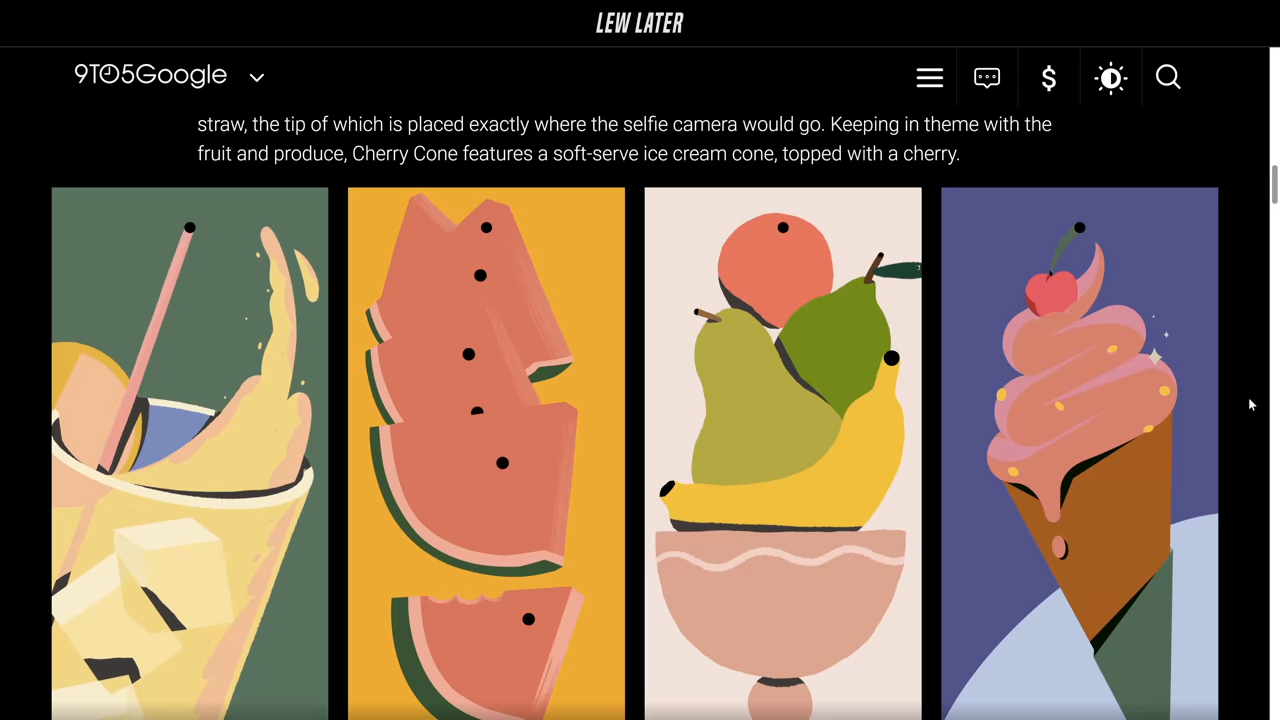 LEW LATER
9TO5Google
straw, the tip of which is placed exactly where the selfie camera would go. Keeping in theme with the
fruit and produce, Cherry Cone features a soft-serve ice cream cone, topped with a cherry.